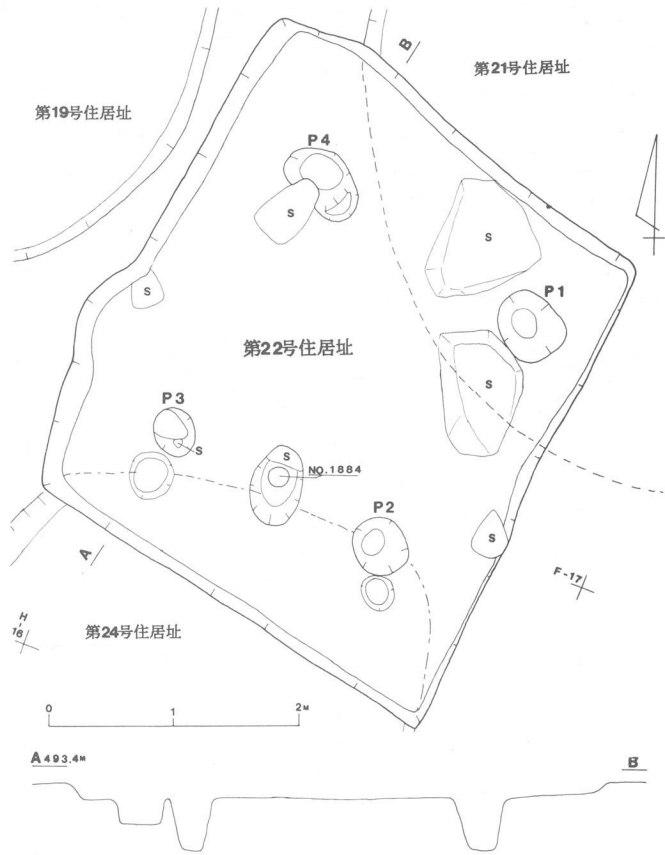 B
第21号住居址
第19号住居址
P4
S
S
P1
S
第22号住居址
S
P3
S
S
NO.1884
P2
S
A
F-17
H-16
第24号住居址
0 1 2M
A 493.4M
B